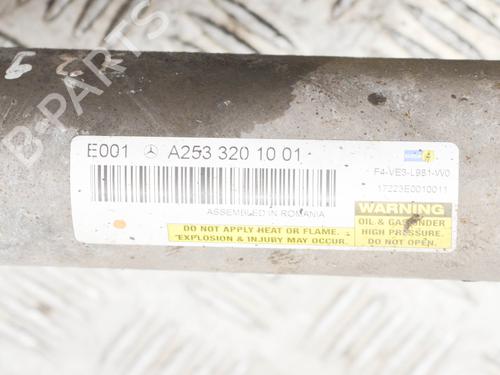 B-PARTS
E001 A253 320 10 01
F4-VE3-L981-W0
17223E0010011
ASSEMBLED IN ROMANIA
DO NOT APPLY HEAT OR FLAME.
EXPLOSION & INJURY MAY OCCUR.
WARNING
OIL & GAS UNDER
HIGH PRESSURE.
DO NOT OPEN.